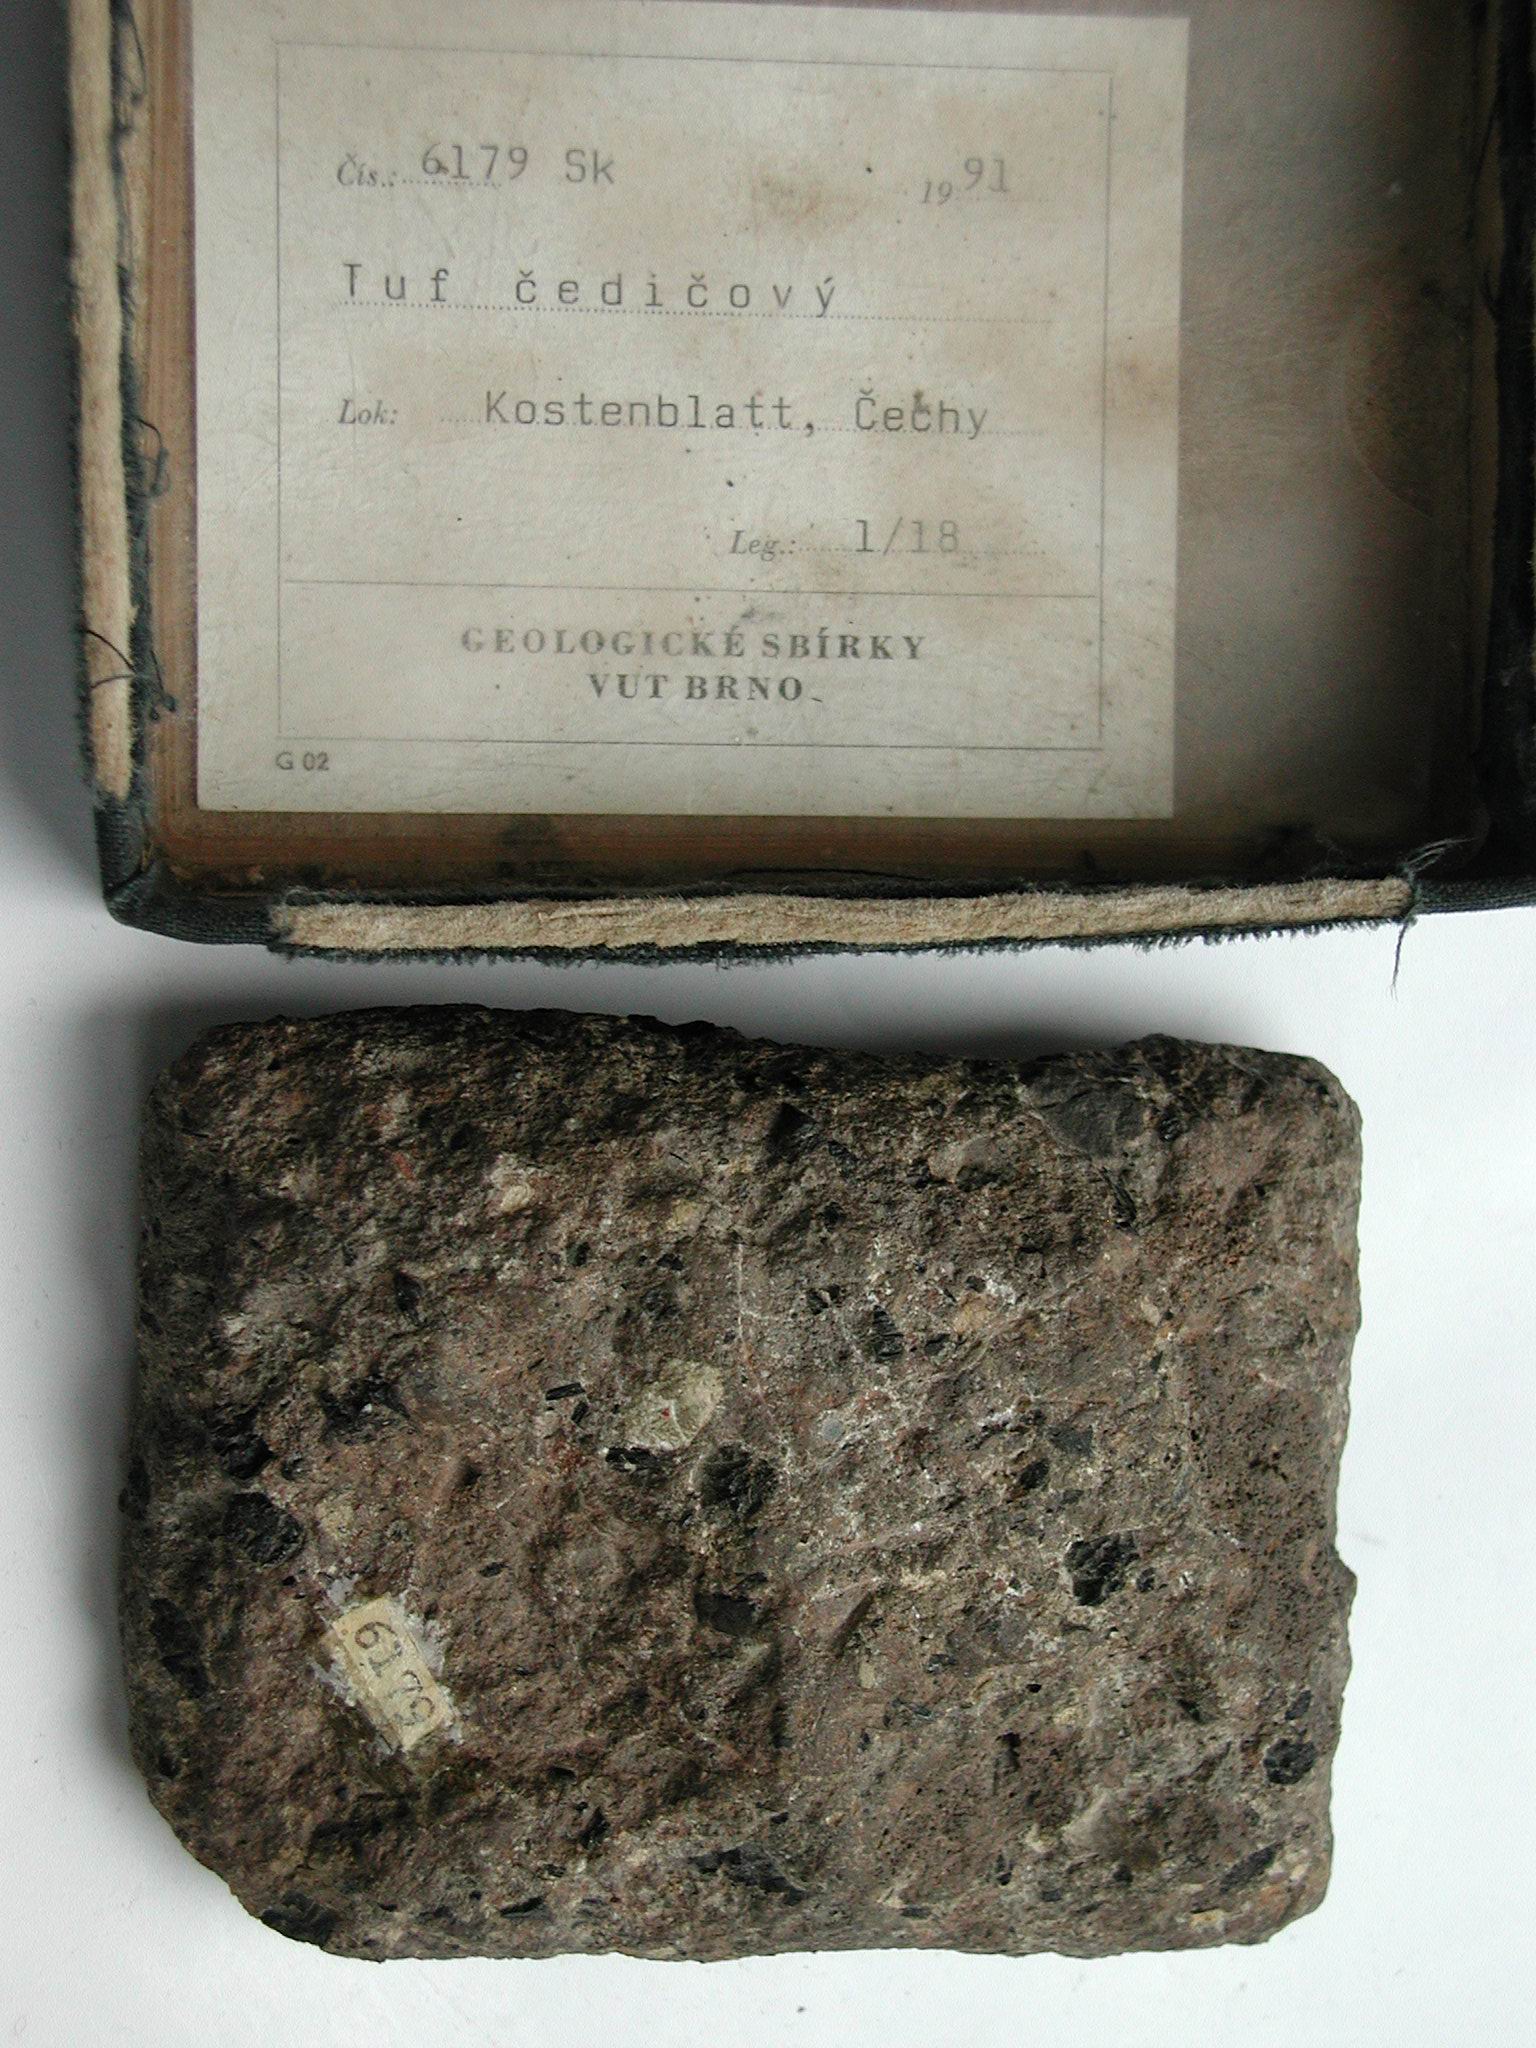 Čís.: 6179 Sk 1991
Tuf čedičový
Lok: Kostenblatt, Čechy
Leg.: 1/18
GEOLOGICKÉ SBÍRKY
VUT BRNO
G 02
6179